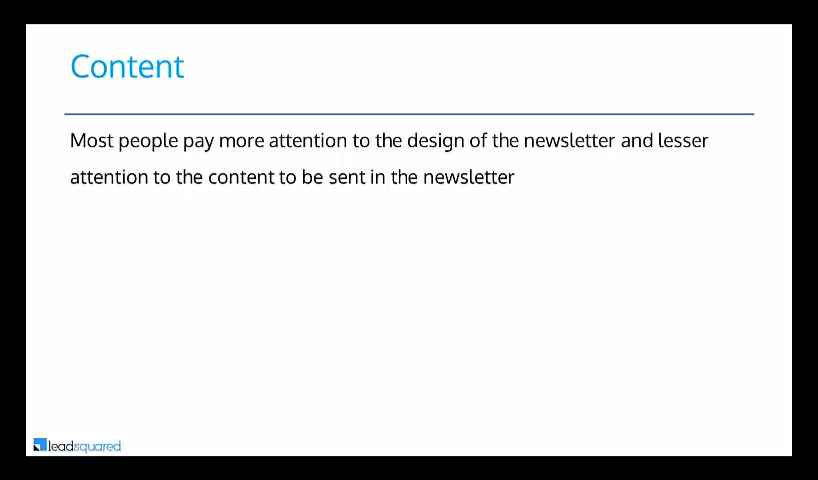 Content
Most people pay more attention to the design of the newsletter and lesser
attention to the content to be sent in the newsletter
leadsquared